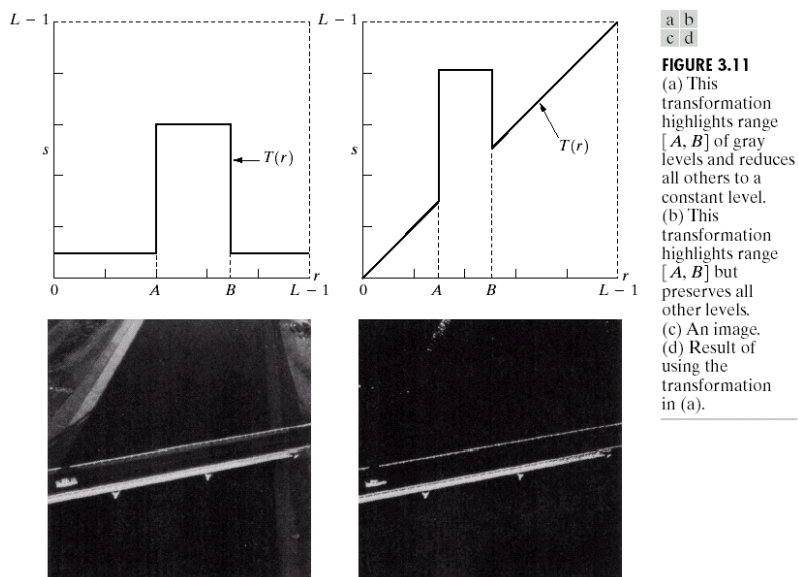 L – 1
s
T(r)
0
A
B
L – 1
r
L – 1
s
T(r)
0
A
B
L – 1
r
a b
c d
FIGURE 3.11
(a) This
transformation
highlights range
[A, B] of gray
levels and reduces
all others to a
constant level.
(b) This
transformation
highlights range
[A, B] but
preserves all
other levels.
(c) An image.
(d) Result of
using the
transformation
in (a).